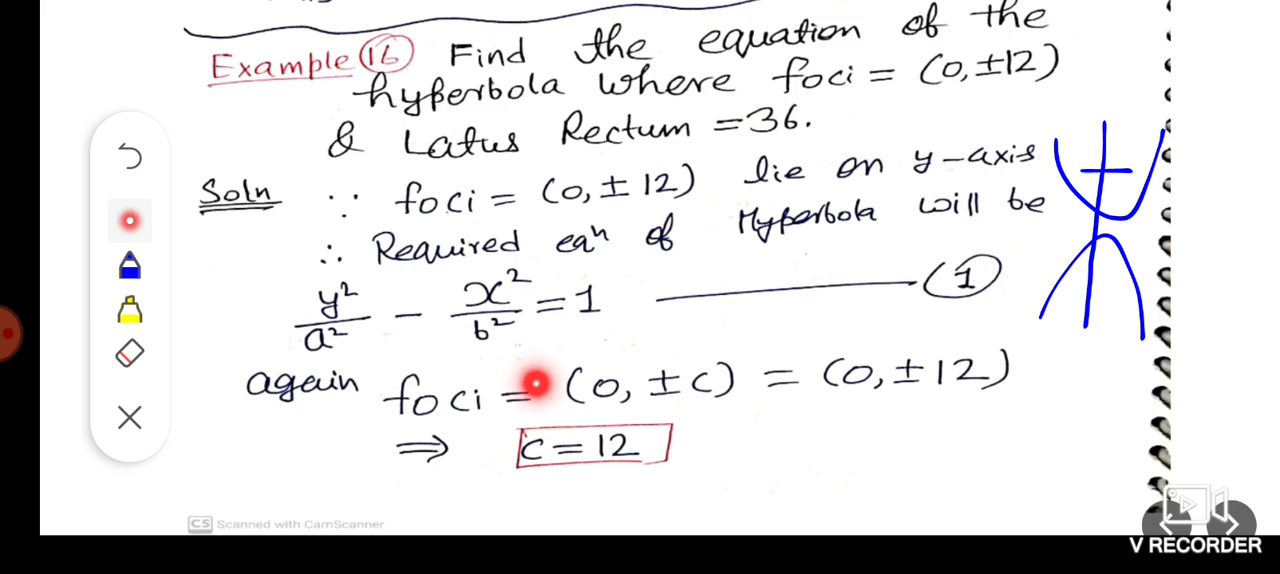 Example 16 Find the equation of the
hyperbola where foci = (0, ±12)
& Latus Rectum = 36.
Soln ∵ foci = (0, ± 12) lie on y-axis
∴ Required eqn of Hyperbola will be
y²/a² - x²/b² = 1 ——— (1)
again foci = (0, ± c) = (0, ± 12)
⇒ c = 12
CS Scanned with CamScanner
V RECORDER